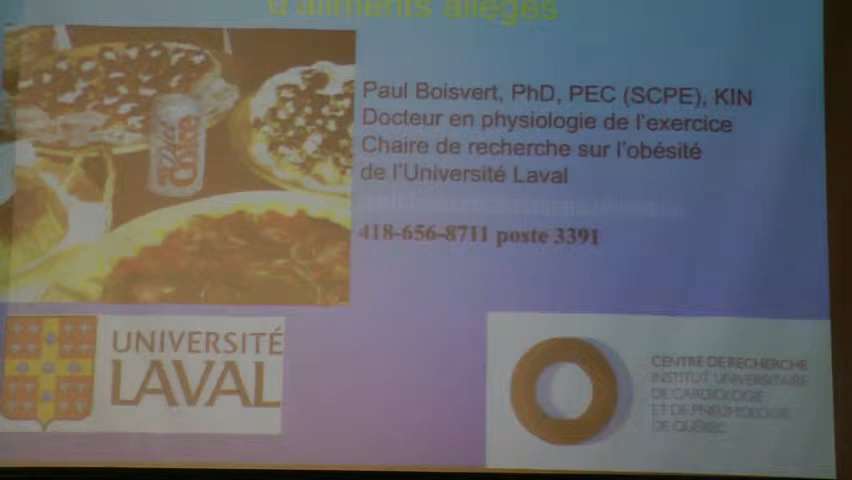 d'aliments allégés
Paul Boisvert, PhD, PEC (SCPE), KIN
Docteur en physiologie de l'exercice
Chaire de recherche sur l'obésité
de l'Université Laval
418-656-8711 poste 3391
Diet
Coke
UNIVERSITÉ
LAVAL
CENTRE DE RECHERCHE
INSTITUT UNIVERSITAIRE
DE CARDIOLOGIE
ET DE PNEUMOLOGIE
DE QUÉBEC